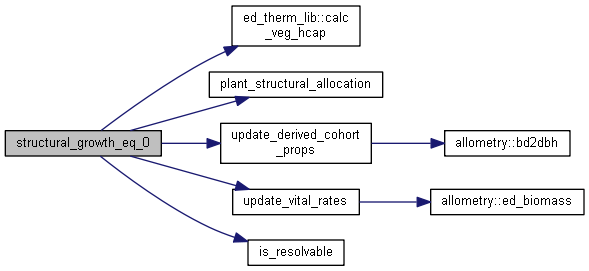 ed_therm_lib::calc
_veg_hcap
plant_structural_allocation
structural_growth_eq_0
update_derived_cohort
_props
allometry::bd2dbh
update_vital_rates
allometry::ed_biomass
is_resolvable